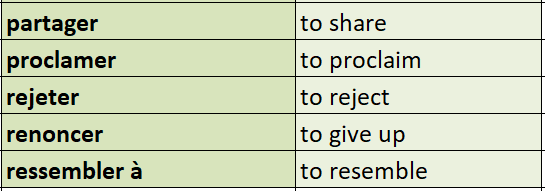 partager to share
proclamer to proclaim
rejeter to reject
renoncer to give up
ressembler à to resemble